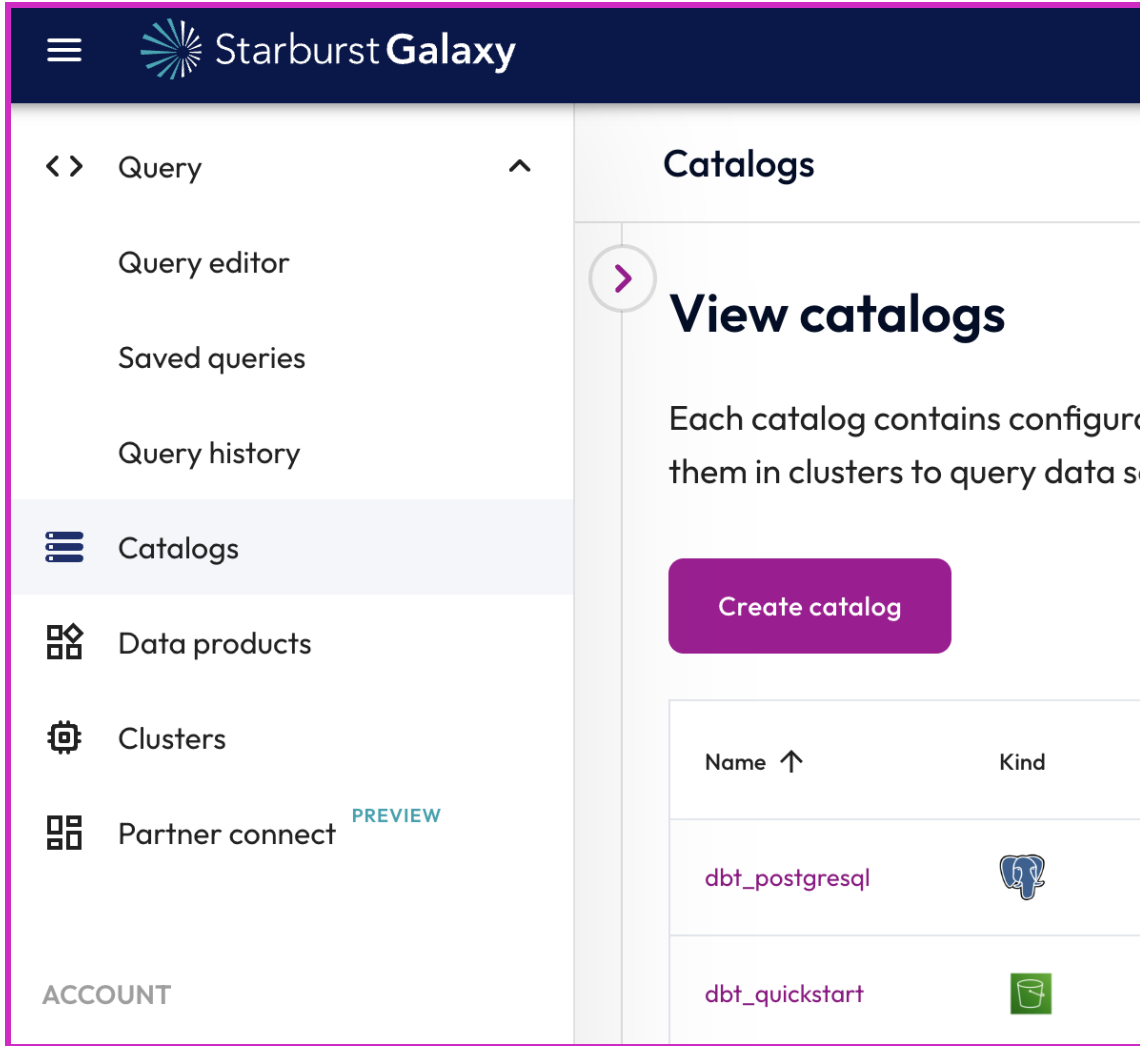 Starburst Galaxy
Query
Query editor
Saved queries
Query history
Catalogs
Data products
Clusters
Partner connect PREVIEW
ACCOUNT
Catalogs
View catalogs
Each catalog contains
them in clusters to query data
Create catalog
Name Kind
dbt_postgresql
dbt_quickstart